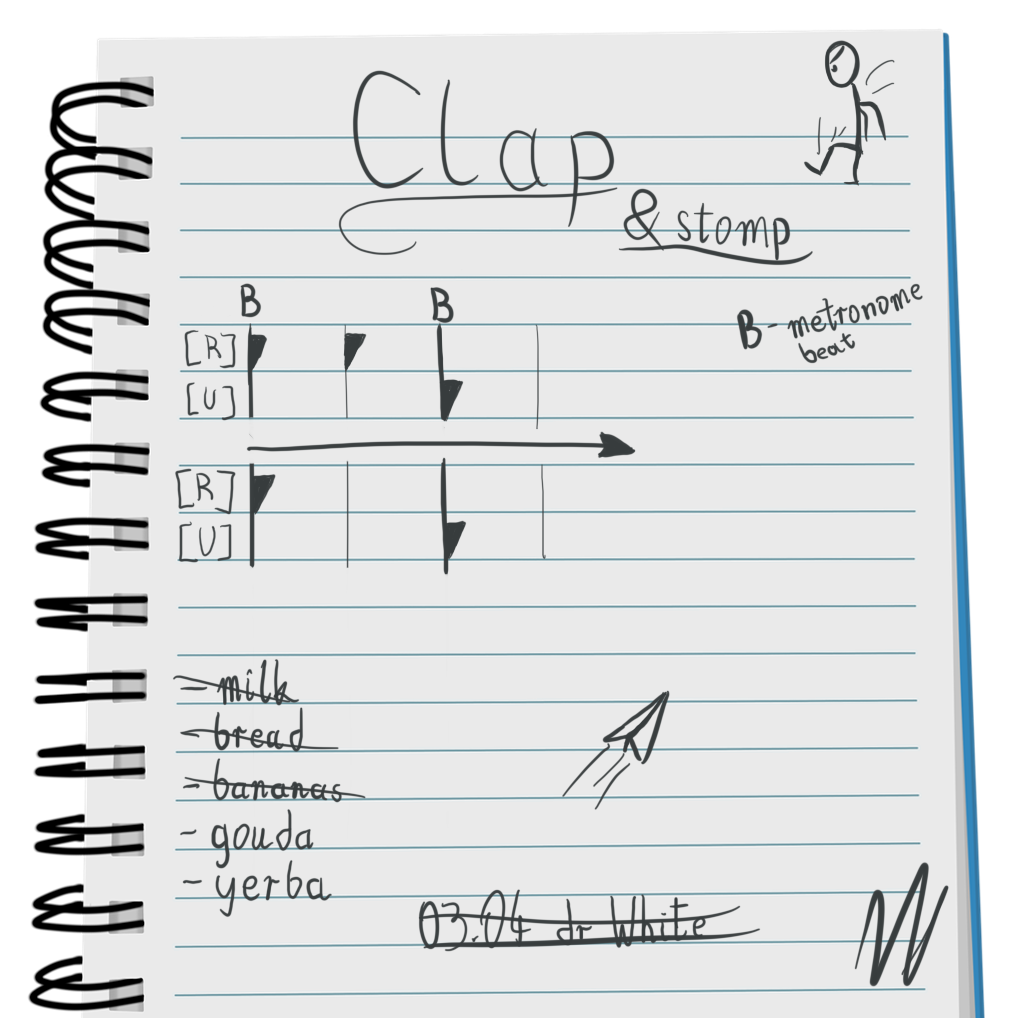 Clap
& stomp
B B
B - metronome
beat
[R]
[U]
[R]
[U]
- milk
- bread
- bananas
- gouda
- yerba
03.04 dr White